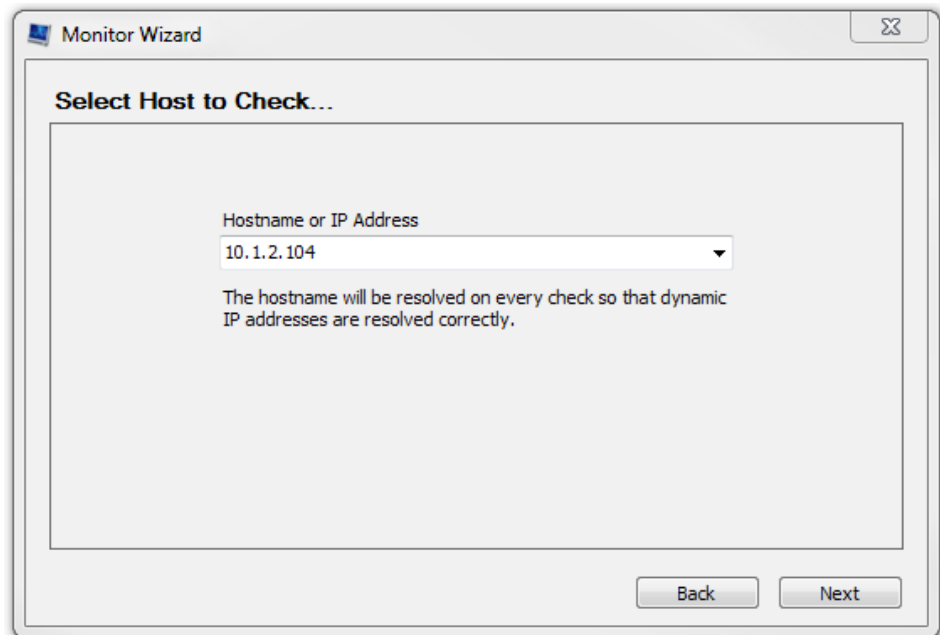 Monitor Wizard
Select Host to Check...
Hostname or IP Address
10.1.2.104
The hostname will be resolved on every check so that dynamic
IP addresses are resolved correctly.
Back Next